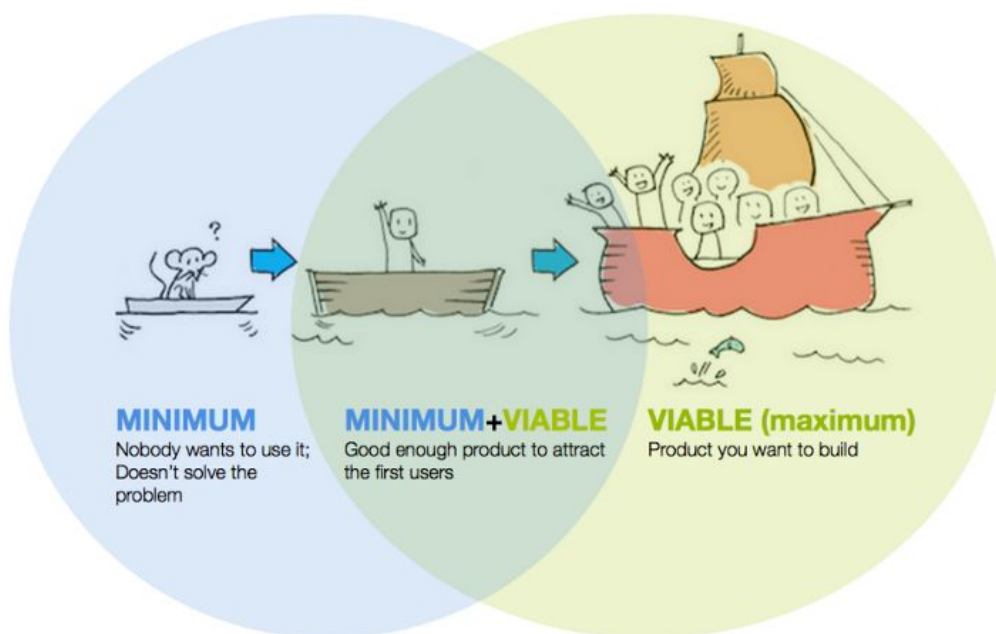 ?
MINIMUM
Nobody wants to use it;
Doesn't solve the
problem
MINIMUM+VIABLE
Good enough product to attract
the first users
VIABLE (maximum)
Product you want to build